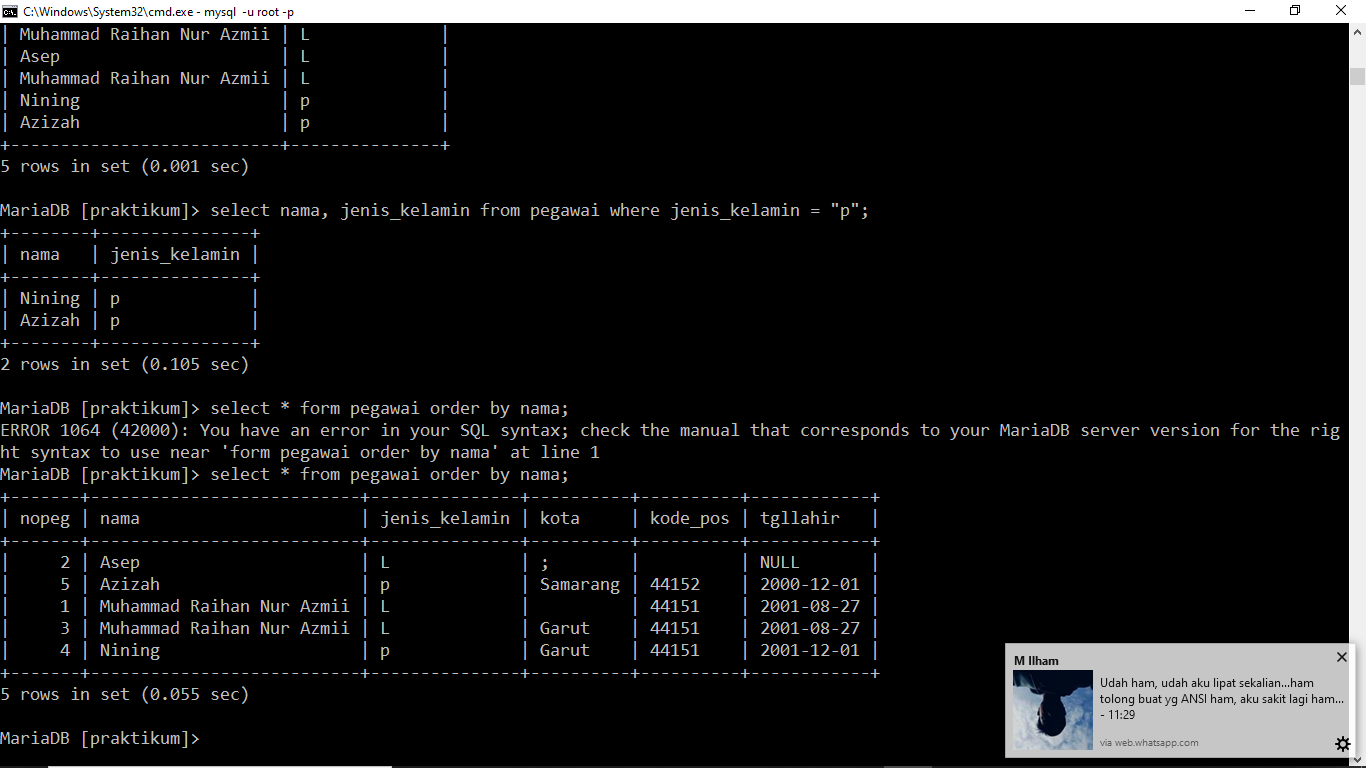 C:\Windows\System32\cmd.exe - mysql  -u root -p
| Muhammad Raihan Nur Azmii | L             |
| Asep                      | L             |
| Muhammad Raihan Nur Azmii | L             |
| Nining                    | p             |
| Azizah                    | p             |
+---------------------------+---------------+
5 rows in set (0.001 sec)

MariaDB [praktikum]> select nama, jenis_kelamin from pegawai where jenis_kelamin = "p";
+--------+---------------+
| nama   | jenis_kelamin |
+--------+---------------+
| Nining | p             |
| Azizah | p             |
+--------+---------------+
2 rows in set (0.105 sec)

MariaDB [praktikum]> select * form pegawai order by nama;
ERROR 1064 (42000): You have an error in your SQL syntax; check the manual that corresponds to your MariaDB server version for the rig
ht syntax to use near 'form pegawai order by nama' at line 1
MariaDB [praktikum]> select * from pegawai order by nama;
+-------+---------------------------+---------------+----------+----------+------------+
| nopeg | nama                      | jenis_kelamin | kota     | kode_pos | tgllahir   |
+-------+---------------------------+---------------+----------+----------+------------+
|     2 | Asep                      | L             | ;        |          | NULL       |
|     5 | Azizah                    | p             | Samarang | 44152    | 2000-12-01 |
|     1 | Muhammad Raihan Nur Azmii | L             |          | 44151    | 2001-08-27 |
|     3 | Muhammad Raihan Nur Azmii | L             | Garut    | 44151    | 2001-08-27 |
|     4 | Nining                    | p             | Garut    | 44151    | 2001-12-01 |
+-------+---------------------------+---------------+----------+----------+------------+
5 rows in set (0.055 sec)

MariaDB [praktikum]>
M Ilham
Udah ham, udah aku lipat sekalian...ham
tolong buat yg ANSI ham, aku sakit lagi ham...
- 11:29
via web.whatsapp.com